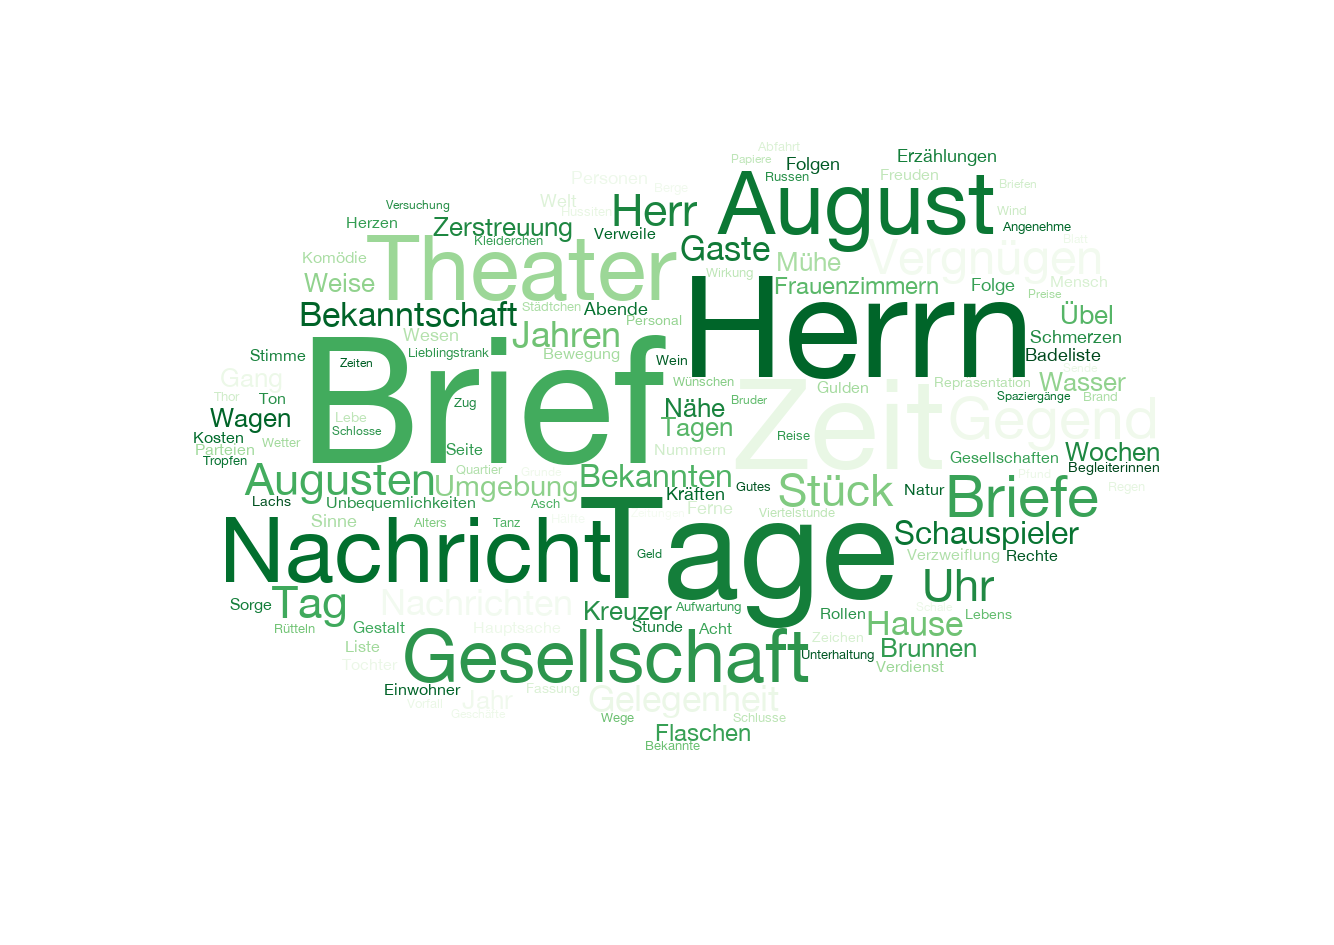 Abfahrt
Papiere
Folgen
Erzählungen
Russen
Freuden
Personen
Berge
August
Briefen
Versuchung
Welt
Hussiten
Herr
Wind
Herzen
Zerstreuung
Verweile
Angenehme
Kleiderchen
Gaste
Blatt
Komödie
Theater
Mühe
Vergnügen
Weise
Wirkung
Frauenzimmern
Folge
Mensch
Preise
Städtchen
Abende
Bekanntschaft
Personal
Herrn
Übel
Wesen
Jahren
Schmerzen
Stimme
Lieblingstrank
Bewegung
Wein
Badeliste
Zeiten
Gang
Wünschen
Gulden
Repräsentation
Wasser
Thor
Ton
Brief
Zug
Bruder
Zeit
Spaziergänge
Brand
Wagen
Lebe
Nähe
Gegend
Schlosse
Tagen
Kosten
Reise
Parteien
Wetter
Seite
Nummern
Wochen
Tropfen
Quartier
Gesellschaften
Begleiterinnen
Augusten
Umgebung
Bekannten
Gutes
Stück
Natur
Briefe
Pfund
Regen
Lachs
Unbequemlichkeiten
Asch
Kräften
Ferne
Viertelstunde
Sinne
Alters
Tanz
Schauspieler
Nachricht
Tage
Geld
Verzweiflung
Rechte
Uhr
Sorge
Tag
Nachrichten
Kreuzer
Aufwartung
Rollen
Lebens
Rütteln
Gestalt
Hauptsache
Stunde
Acht
Hause
Zeichen
Liste
Gesellschaft
Unterhaltung
Brunnen
Tochter
Verdienst
Einwohner
Fassung
Vorfall
Jahr
Gelegenheit
Geschäfte
Wege
Schlusse
Flaschen
Bekannte